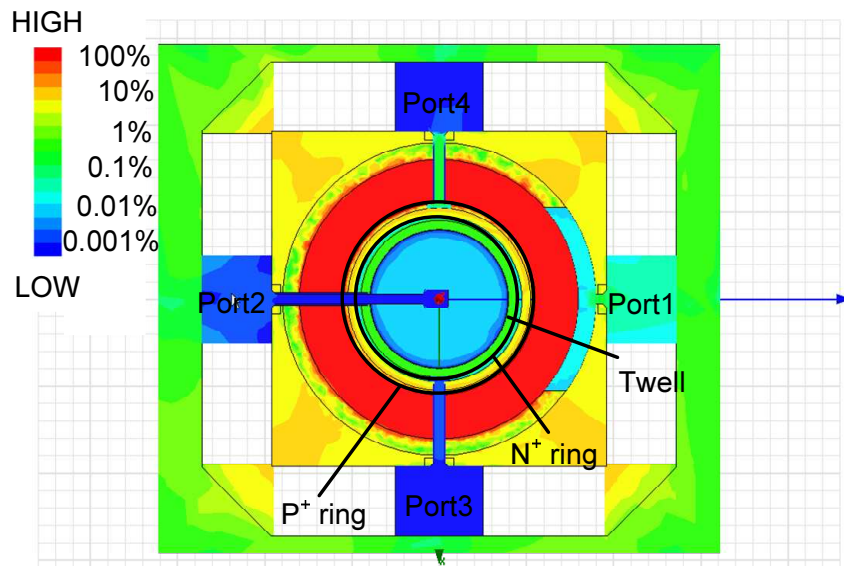 HIGH
100%
10%
1%
0.1%
0.01%
0.001%
LOW
Port4
Port2
Port1
Twell
N+ ring
P+ ring
Port3